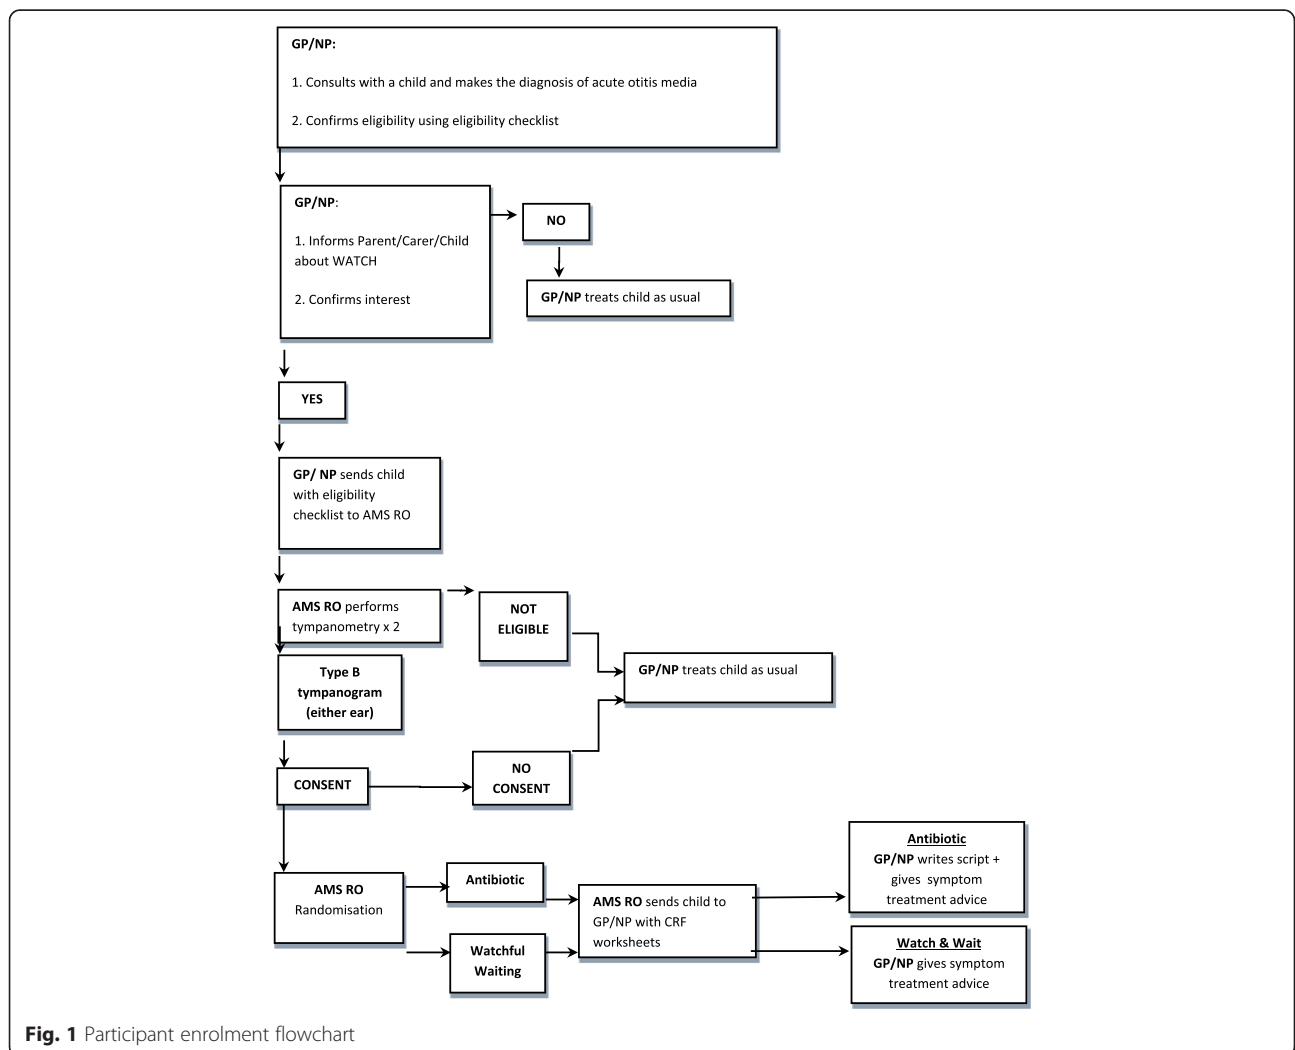 GP/NP:
1. Consults with a child and makes the diagnosis of acute otitis media
2. Confirms eligibility using eligibility checklist
GP/NP:
1. Informs Parent/Carer/Child
about WATCH
2. Confirms interest
NO
GP/NP treats child as usual
YES
GP/ NP sends child
with eligibility
checklist to AMS RO
AMS RO performs
tympanometry x 2
NOT
ELIGIBLE
GP/NP treats child as usual
Type B
tympanogram
(either ear)
CONSENT
NO
CONSENT
AMS RO
Randomisation
Antibiotic
Watchful
Waiting
AMS RO sends child to
GP/NP with CRF
worksheets
Antibiotic
GP/NP writes script +
gives symptom
treatment advice
Watch & Wait
GP/NP gives symptom
treatment advice
Fig. 1 Participant enrolment flowchart